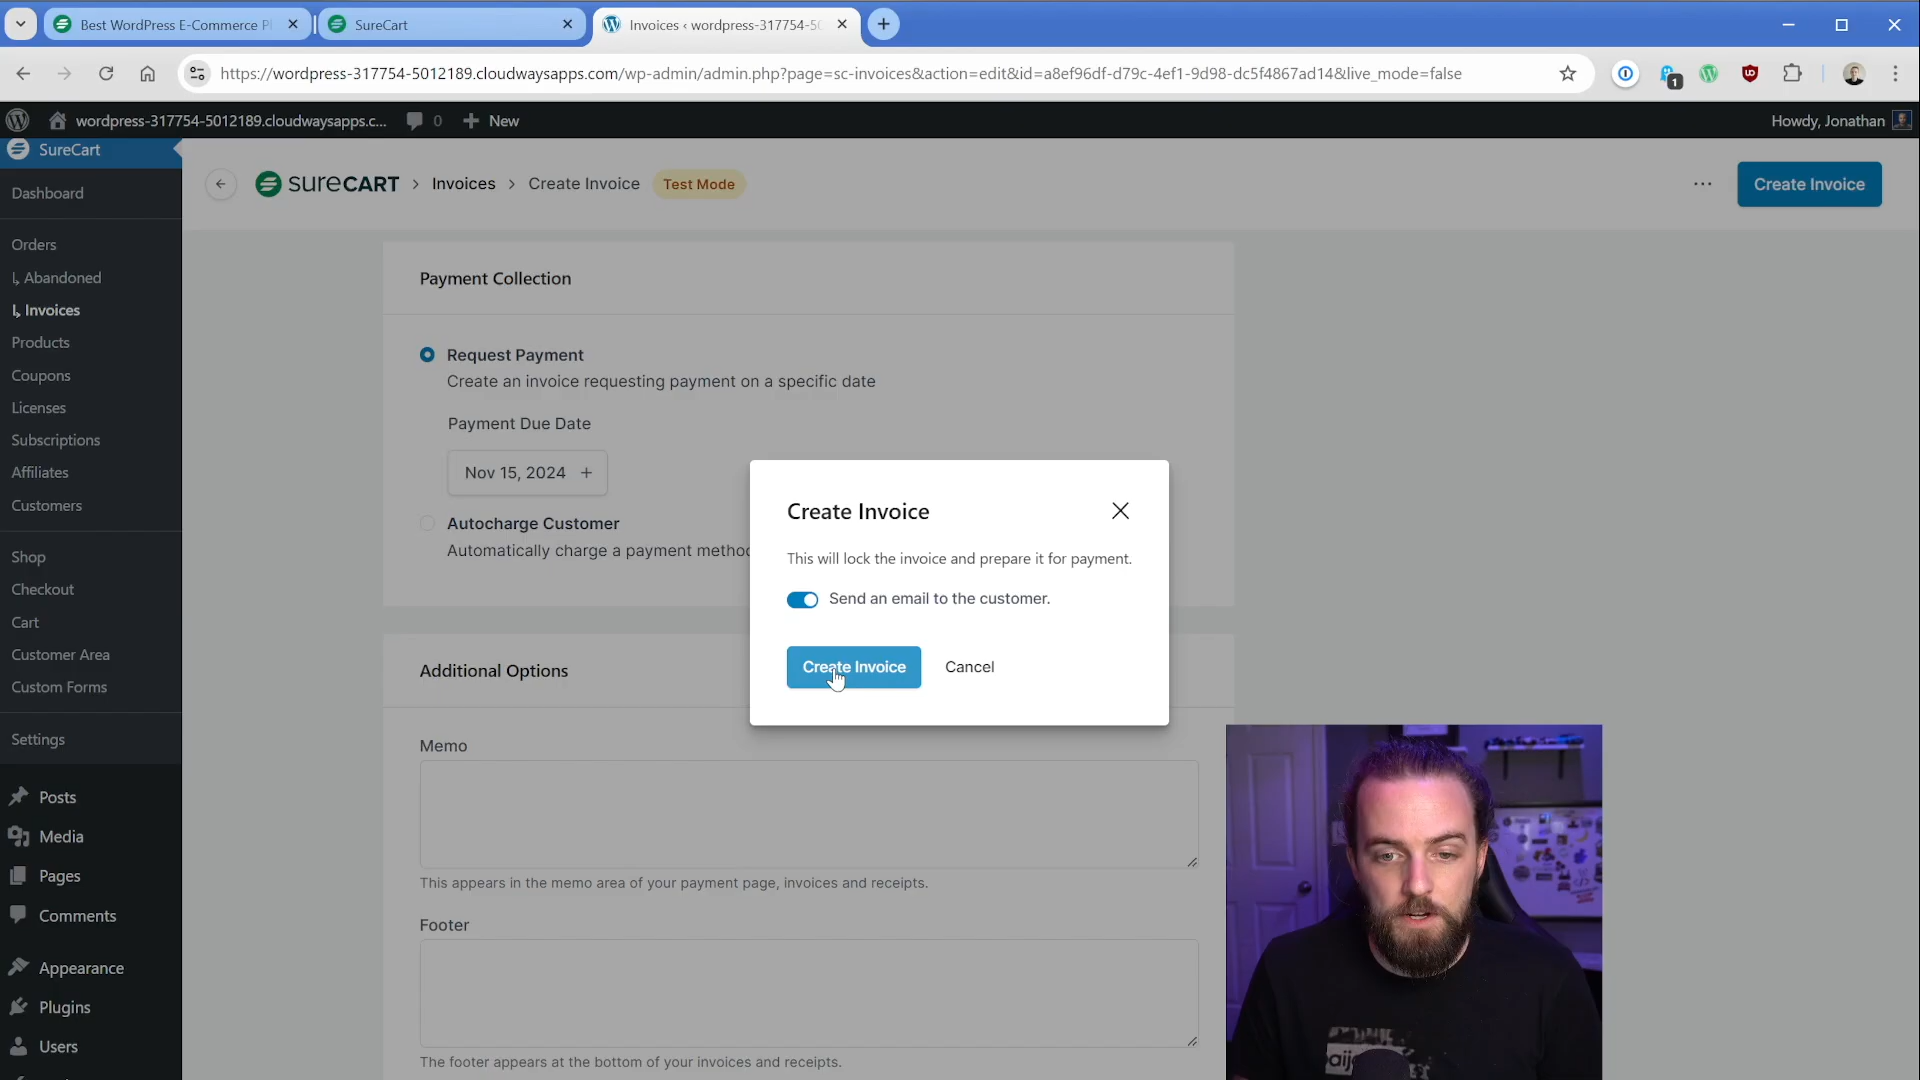 Best WordPress E-Commerce Pl
SureCart
Invoices ‹ wordpress-317754-50
https://wordpress-317754-5012189.cloudwaysapps.com/wp-admin/admin.php?page=sc-invoices&action=edit&id=a8ef96df-d79c-4ef1-9d98-dc5f4867ad14&live_mode=false
1
wordpress-317754-5012189.cloudwaysapps.c...
0
New
Howdy, Jonathan
SureCart
Dashboard
Orders
↳ Abandoned
↳ Invoices
Products
Coupons
Licenses
Subscriptions
Affiliates
Customers
Shop
Checkout
Cart
Customer Area
Custom Forms
Settings
Posts
Media
Pages
Comments
Appearance
Plugins
Users
SURECART > Invoices > Create Invoice Test Mode
Create Invoice
Payment Collection
Request Payment
Create an invoice requesting payment on a specific date
Payment Due Date
Nov 15, 2024 +
Autocharge Customer
Automatically charge a payment metho
Additional Options
Memo
This appears in the memo area of your payment page, invoices and receipts.
Footer
The footer appears at the bottom of your invoices and receipts.
Create Invoice
This will lock the invoice and prepare it for payment.
Send an email to the customer.
Create Invoice
Cancel